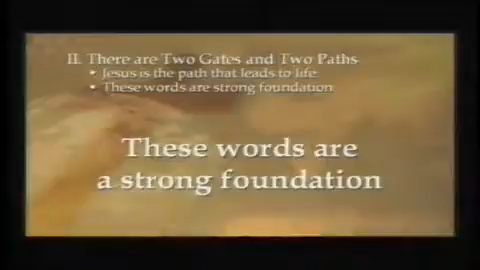 II. There are Two Gates and Two Paths
• Jesus is the path that leads to life
• These words are strong foundation
These words are
a strong foundation